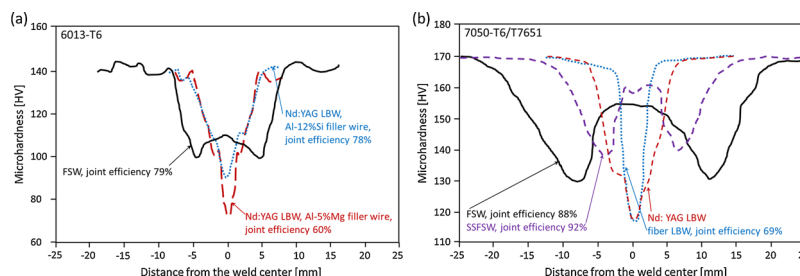 (a)
160
140
120
100
80
60
Microhardness [HV]
6013-T6
Nd:YAG LBW,
Al-12%Si filler wire,
joint efficiency 78%
FSW, joint efficiency 79%
Nd:YAG LBW, Al-5%Mg filler wire,
joint efficiency 60%
-25 -20 -15 -10 -5 0 5 10 15 20 25
Distance from the weld center [mm]
(b)
180
170
160
150
140
130
120
110
Microhardness [HV]
7050-T6/T7651
FSW, joint efficiency 88%
SSFSW, joint efficiency 92%
Nd: YAG LBW
fiber LBW, joint efficiency 69%
-25 -20 -15 -10 -5 0 5 10 15 20 25
Distance from the weld center [mm]